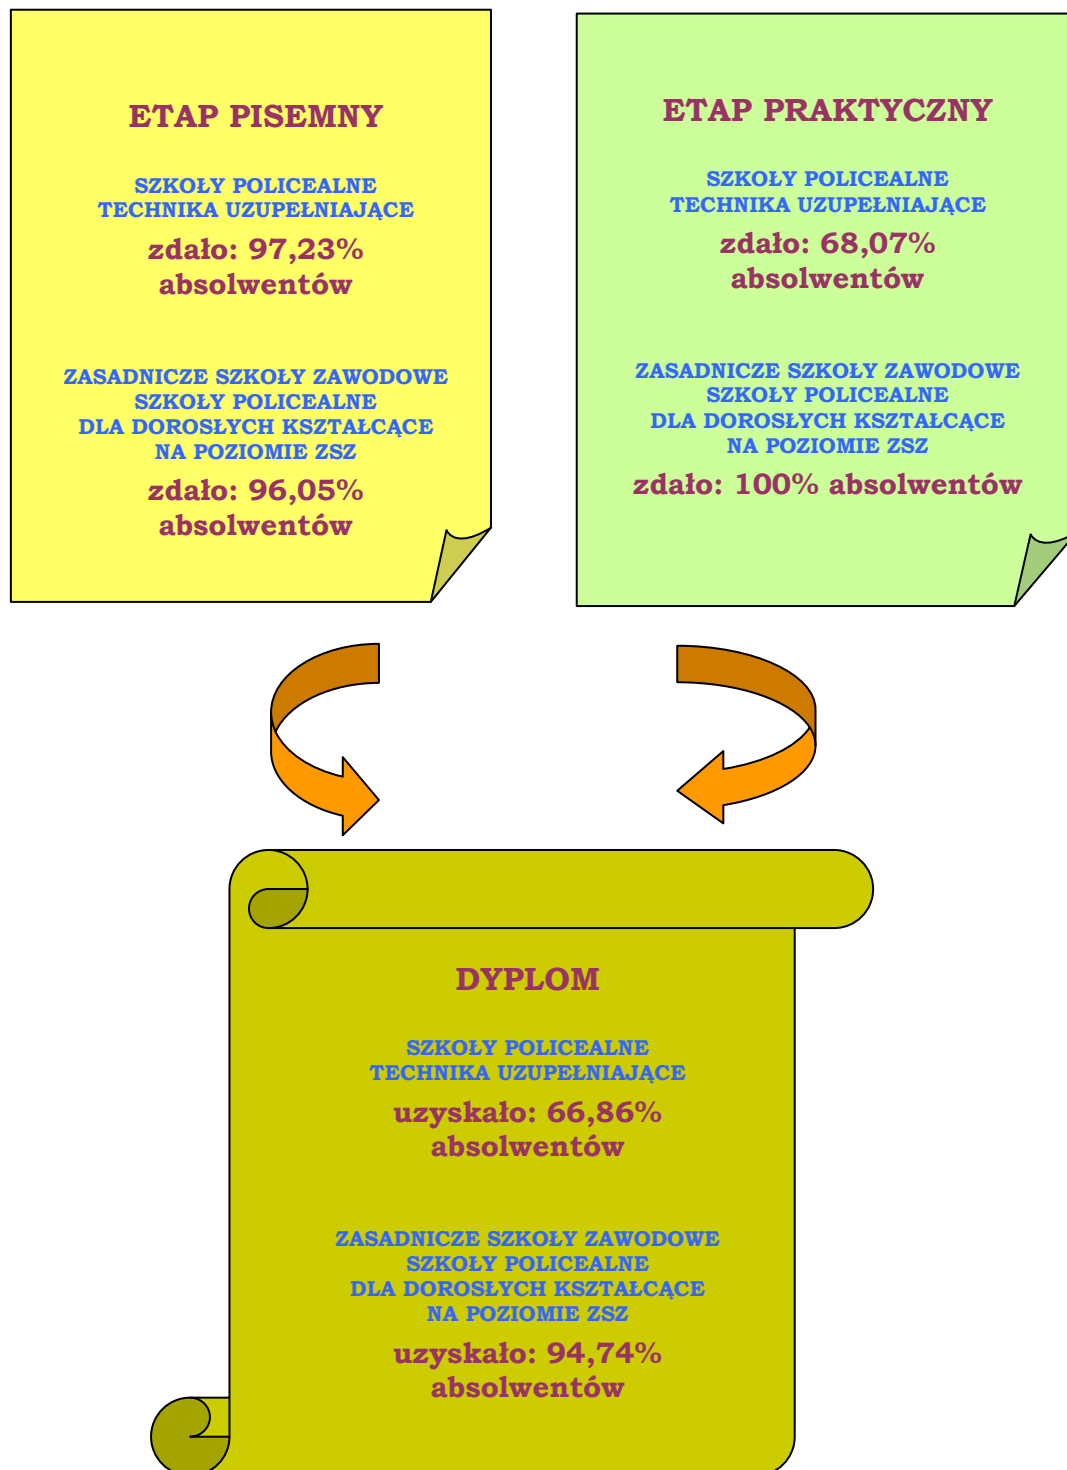 ETAP PISEMNY
SZKOŁY POLICEALNE
TECHNIKA UZUPEŁNIAJĄCE
zdało: 97,23%
absolwentów
ZASADNICZE SZKOŁY ZAWODOWE
SZKOŁY POLICEALNE
DLA DOROSŁYCH KSZTAŁCĄCE
NA POZIOMIE ZSZ
zdało: 96,05%
absolwentów
ETAP PRAKTYCZNY
SZKOŁY POLICEALNE
TECHNIKA UZUPEŁNIAJĄCE
zdało: 68,07%
absolwentów
ZASADNICZE SZKOŁY ZAWODOWE
SZKOŁY POLICEALNE
DLA DOROSŁYCH KSZTAŁCĄCE
NA POZIOMIE ZSZ
zdało: 100% absolwentów
DYPLOM
SZKOŁY POLICEALNE
TECHNIKA UZUPEŁNIAJĄCE
uzyskało: 66,86%
absolwentów
ZASADNICZE SZKOŁY ZAWODOWE
SZKOŁY POLICEALNE
DLA DOROSŁYCH KSZTAŁCĄCE
NA POZIOMIE ZSZ
uzyskało: 94,74%
absolwentów